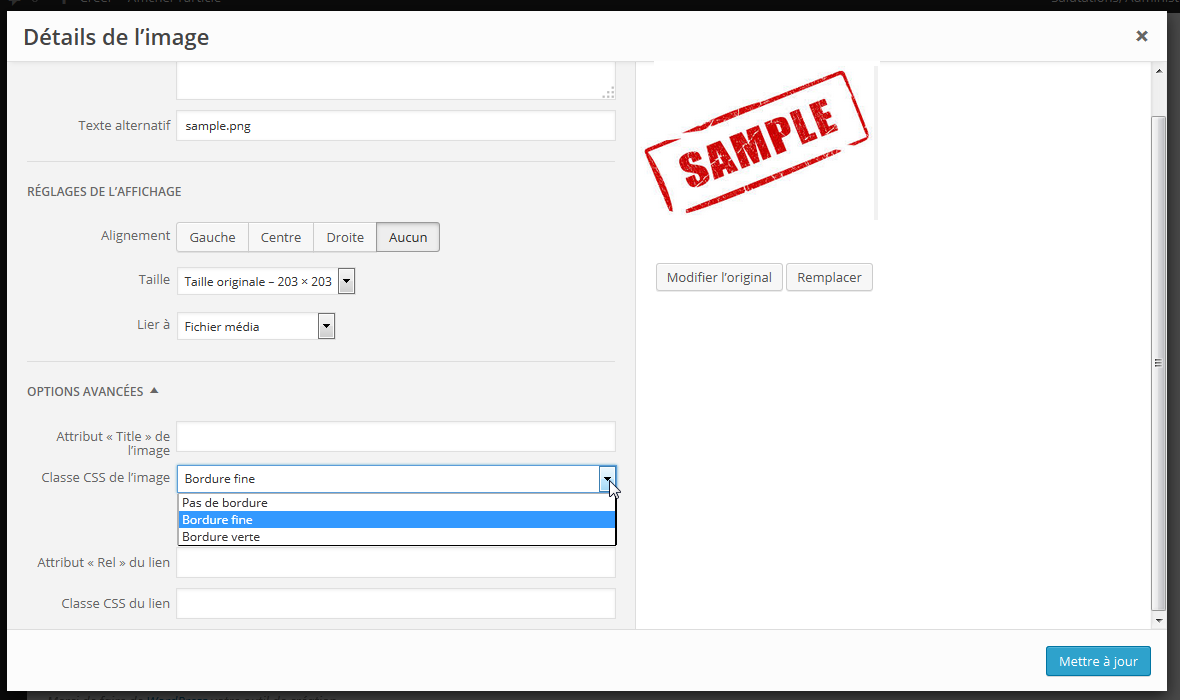 Détails de l'image
Texte alternatif sample.png
SAMPLE
RÉGLAGES DE L'AFFICHAGE
Alignement Gauche Centre Droite Aucun
Taille Taille originale – 203 × 203
Modifier l'original Remplacer
Lier à Fichier média
OPTIONS AVANCÉES
Attribut « Title » de
l'image
Classe CSS de l'image Bordure fine
Pas de bordure
Bordure fine
Bordure verte
Attribut « Rel » du lien
Classe CSS du lien
Mettre à jour